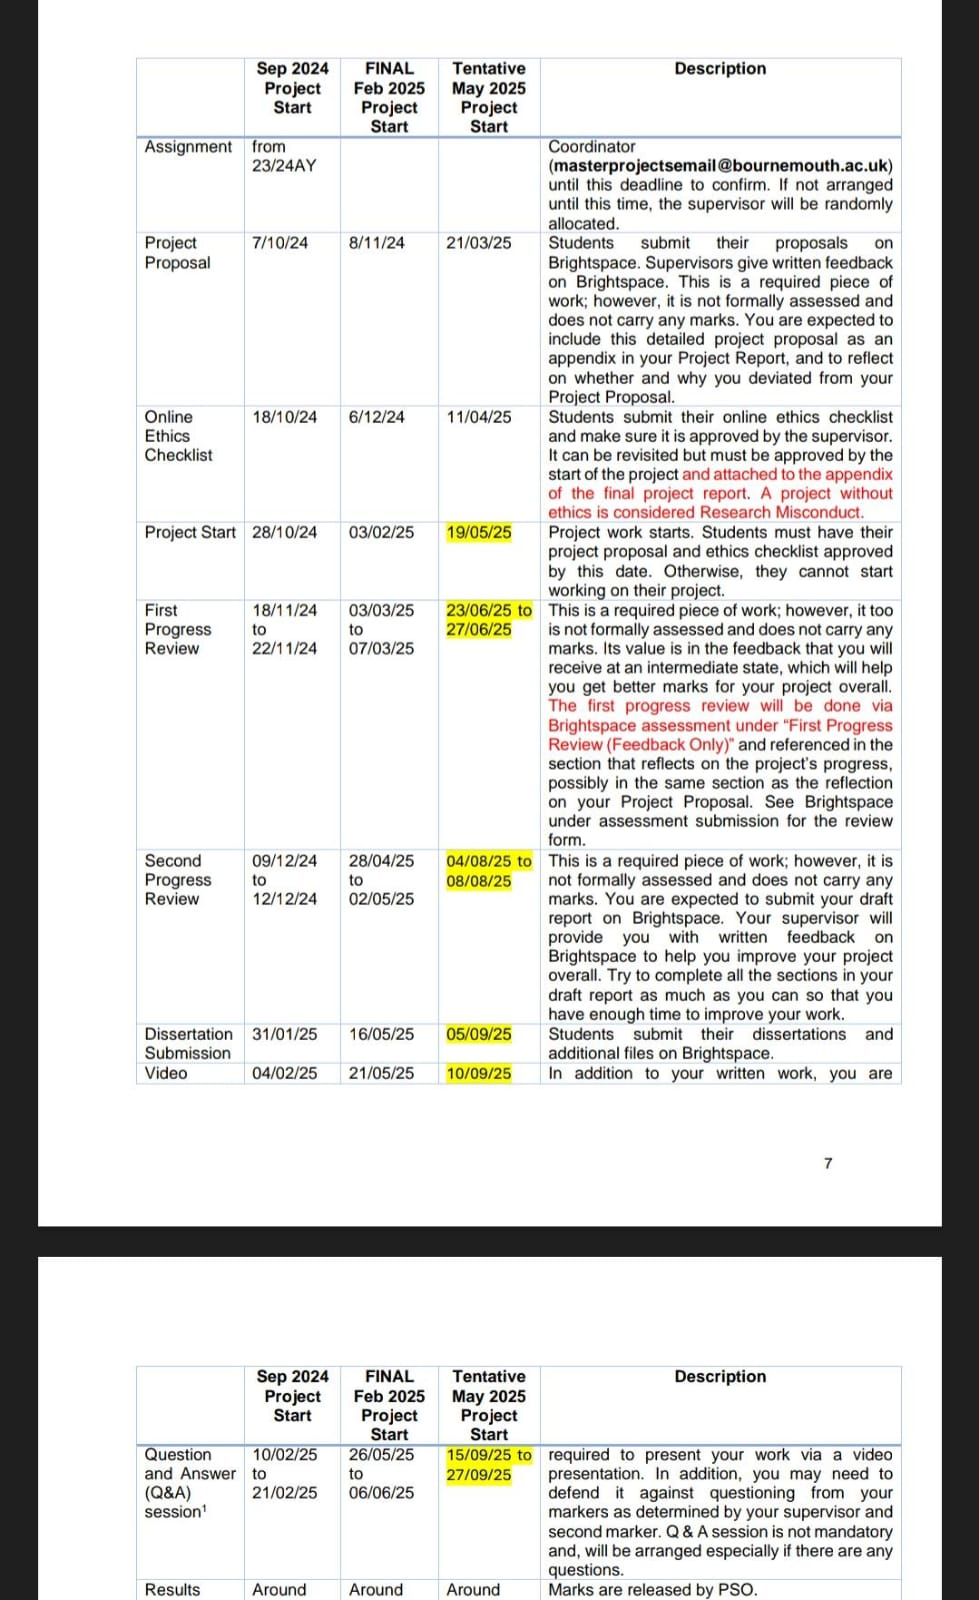 Sep 2024 Project Start
FINAL Feb 2025 Project Start
Tentative May 2025 Project Start
Description
Assignment
from 23/24AY
Coordinator
(masterprojectsemail@bournemouth.ac.uk)
until this deadline to confirm. If not arranged
until this time, the supervisor will be randomly
allocated.
Project
Proposal
7/10/24
8/11/24
21/03/25
Students submit their proposals on
Brightspace. Supervisors give written feedback
on Brightspace. This is a required piece of
work; however, it is not formally assessed and
does not carry any marks. You are expected to
include this detailed project proposal as an
appendix in your Project Report, and to reflect
on whether and why you deviated from your
Project Proposal.
Online
Ethics
Checklist
18/10/24
6/12/24
11/04/25
Students submit their online ethics checklist
and make sure it is approved by the supervisor.
It can be revisited but must be approved by the
start of the project and attached to the appendix
of the final project report. A project without
ethics is considered Research Misconduct.
Project Start
28/10/24
03/02/25
19/05/25
Project work starts. Students must have their
project proposal and ethics checklist approved
by this date. Otherwise, they cannot start
working on their project.
First
Progress
Review
18/11/24
to
22/11/24
03/03/25
to
07/03/25
23/06/25 to
27/06/25
This is a required piece of work; however, it too
is not formally assessed and does not carry any
marks. Its value is in the feedback that you will
receive at an intermediate state, which will help
you get better marks for your project overall.
The first progress review will be done via
Brightspace assessment under “First Progress
Review (Feedback Only)” and referenced in the
section that reflects on the project's progress,
possibly in the same section as the reflection
on your Project Proposal. See Brightspace
under assessment submission for the review
form.
Second
Progress
Review
09/12/24
to
12/12/24
28/04/25
to
02/05/25
04/08/25 to
08/08/25
This is a required piece of work; however, it is
not formally assessed and does not carry any
marks. You are expected to submit your draft
report on Brightspace. Your supervisor will
provide you with written feedback on
Brightspace to help you improve your project
overall. Try to complete all the sections in your
draft report as much as you can so that you
have enough time to improve your work.
Dissertation
Submission
31/01/25
16/05/25
05/09/25
Students submit their dissertations and
additional files on Brightspace.
Video
04/02/25
21/05/25
10/09/25
In addition to your written work, you are
7
Sep 2024 Project Start
FINAL Feb 2025 Project Start
Tentative May 2025 Project Start
Description
Question
and Answer
(Q&A)
session¹
10/02/25
to
21/02/25
26/05/25
to
06/06/25
15/09/25 to
27/09/25
required to present your work via a video
presentation. In addition, you may need to
defend it against questioning from your
markers as determined by your supervisor and
second marker. Q & A session is not mandatory
and, will be arranged especially if there are any
questions.
Results
Around
Around
Around
Marks are released by PSO.